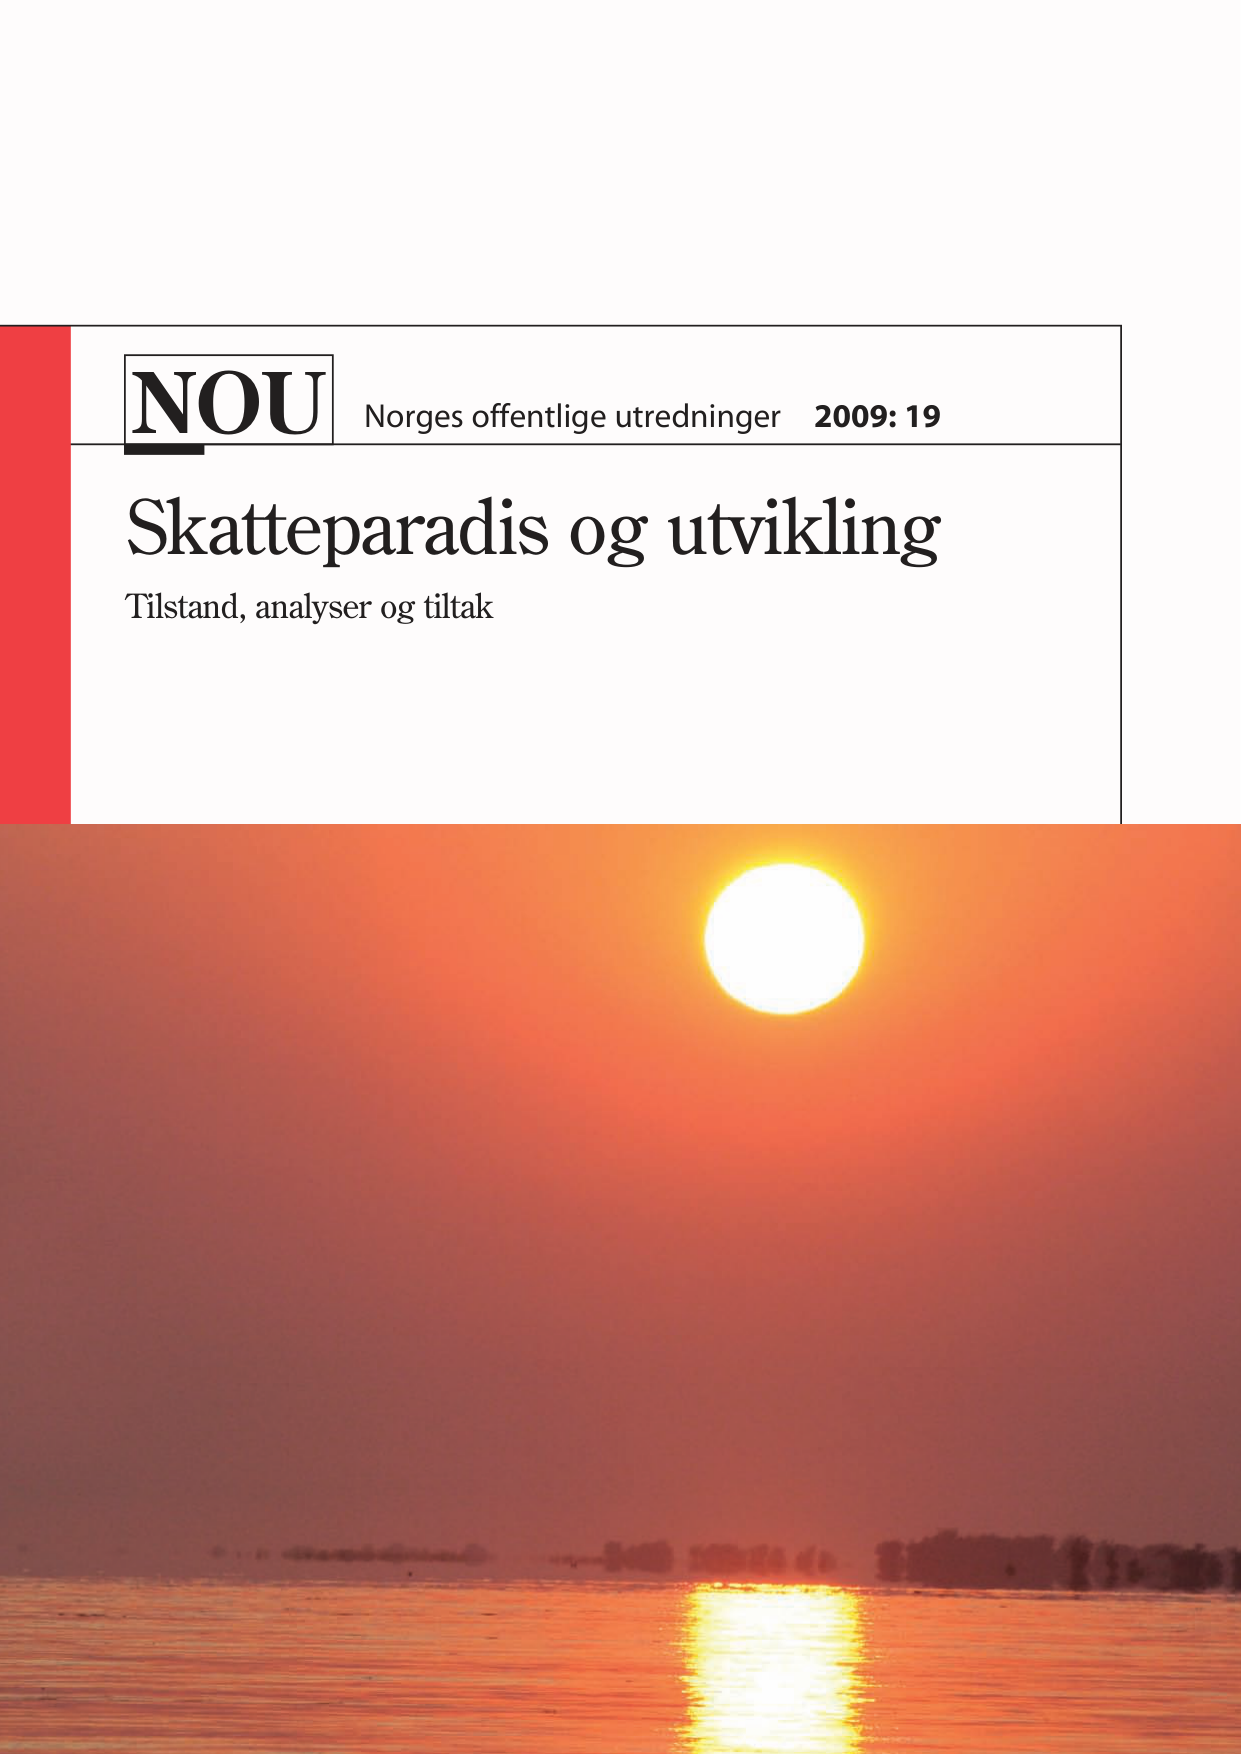 NOU Norges offentlige utredninger 2009: 19
Skatteparadis og utvikling
Tilstand, analyser og tiltak